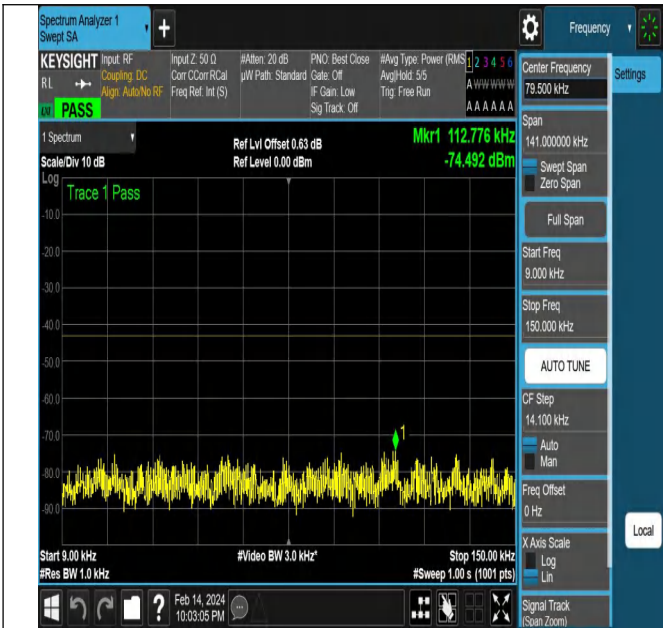 Spectrum Analyzer 1
Swept SA
Frequency
KEYSIGHT
RL
PASS
Input: RF
Coupling: DC
Align: Auto/No RF
Input Z: 50 Ω
Corr CCorr RCal
Freq Ref: Int (S)
#Atten: 20 dB
µW Path: Standard
PNO: Best Close
Gate: Off
IF Gain: Low
Sig Track: Off
#Avg Type: Power (RMS
Avg|Hold: 5/5
Trig: Free Run
1 2 3 4 5 6
A W W W W W
A A A A A A
1 Spectrum
Scale/Div 10 dB
Ref Lvl Offset 0.63 dB
Ref Level 0.00 dBm
Mkr1 112.776 kHz
-74.492 dBm
Log
Trace 1 Pass
-10.0
-20.0
-30.0
-40.0
-50.0
-60.0
-70.0
-80.0
-90.0
1
Start 9.00 kHz
#Res BW 1.0 kHz
#Video BW 3.0 kHz*
Stop 150.00 kHz
#Sweep 1.00 s (1001 pts)
?
Feb 14, 2024
10:03:05 PM
Center Frequency
79.500 kHz
Settings
Span
141.000000 kHz
Swept Span
Zero Span
Full Span
Start Freq
9.000 kHz
Stop Freq
150.000 kHz
AUTO TUNE
CF Step
14.100 kHz
Auto
Man
Freq Offset
0 Hz
Local
X Axis Scale
Log
Lin
Signal Track
(Span Zoom)